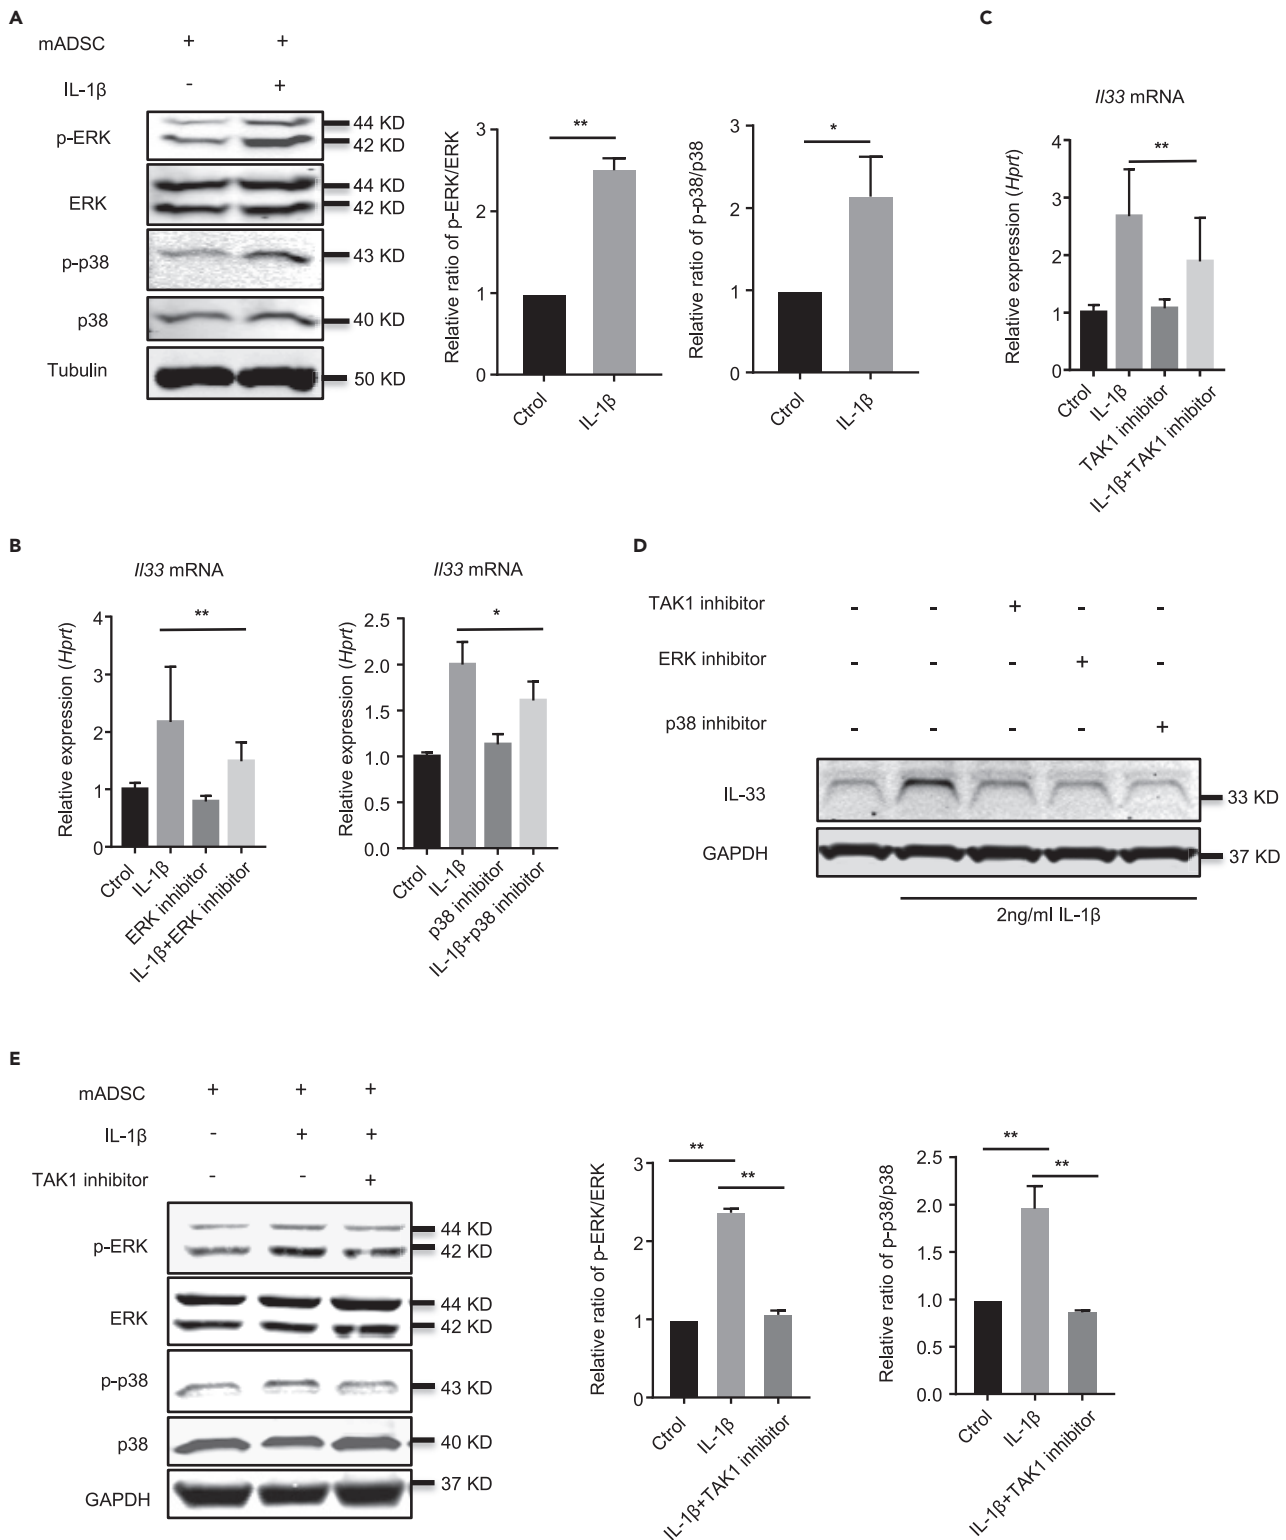 A
mADSC + +
IL-1β - +
p-ERK
44 KD
42 KD
ERK
44 KD
42 KD
p-p38
43 KD
p38
40 KD
Tubulin
50 KD
Relative ratio of p-ERK/ERK
3
2
1
0
**
Ctrol
IL-1β
Relative ratio of p-p38/p38
3
2
1
0
*
Ctrol
IL-1β
C
Il33 mRNA
Relative expression (Hprt)
4
3
2
1
0
**
Ctrol
IL-1β
TAK1 inhibitor
IL-1β+TAK1 inhibitor
B
Il33 mRNA
Relative expression (Hprt)
4
3
2
1
0
**
Ctrol
IL-1β
ERK inhibitor
IL-1β+ERK inhibitor
Il33 mRNA
Relative expression (Hprt)
2.5
2.0
1.5
1.0
0.5
0.0
*
Ctrol
IL-1β
p38 inhibitor
IL-1β+p38 inhibitor
D
TAK1 inhibitor - - + - -
ERK inhibitor - - - + -
p38 inhibitor - - - - +
IL-33
33 KD
GAPDH
37 KD
2ng/ml IL-1β
E
mADSC + + +
IL-1β - + +
TAK1 inhibitor - - +
p-ERK
44 KD
42 KD
ERK
44 KD
42 KD
p-p38
43 KD
p38
40 KD
GAPDH
37 KD
Relative ratio of p-ERK/ERK
3
2
1
0
**
**
Ctrol
IL-1β
IL-1β+TAK1 inhibitor
Relative ratio of p-p38/p38
2.5
2.0
1.5
1.0
0.5
0.0
**
**
Ctrol
IL-1β
IL-1β+TAK1 inhibitor